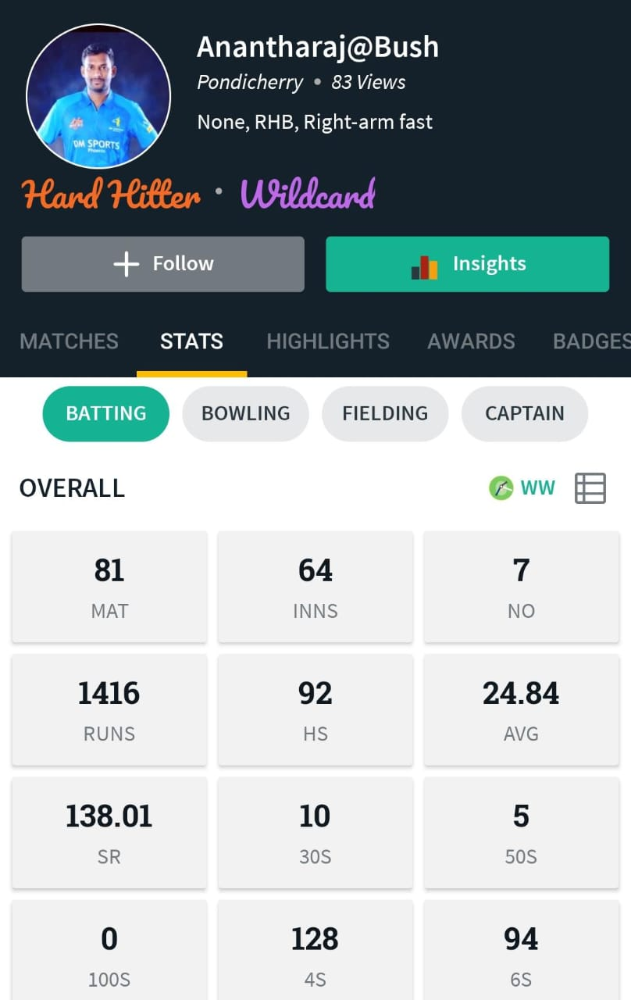 Anantharaj@Bush
Pondicherry • 83 Views
None, RHB, Right-arm fast
DM SPORTS
Hard Hitter • Wildcard
+ Follow
Insights
MATCHES STATS HIGHLIGHTS AWARDS BADGES
BATTING BOWLING FIELDING CAPTAIN
OVERALL
WW
81 64 7
MAT INNS NO
1416 92 24.84
RUNS HS AVG
138.01 10 5
SR 30S 50S
0 128 94
100S 4S 6S